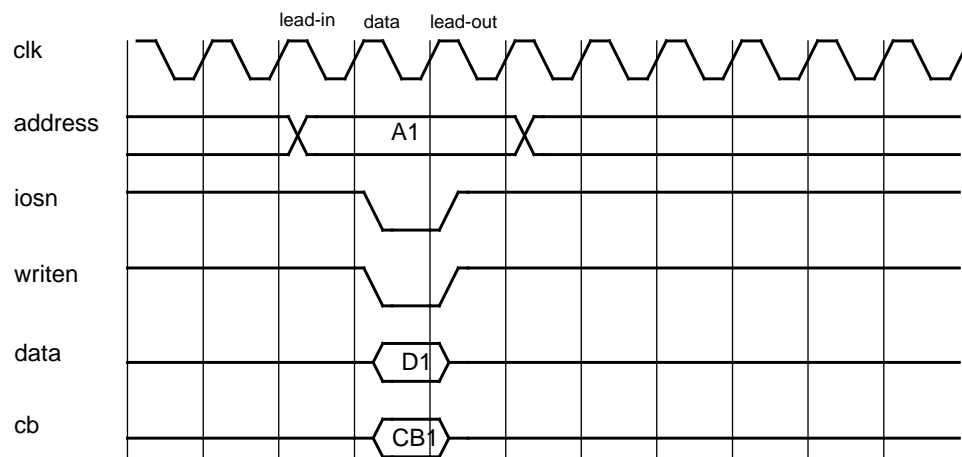 lead-in data lead-out
clk
address A1
iosn
writen
data D1
cb CB1